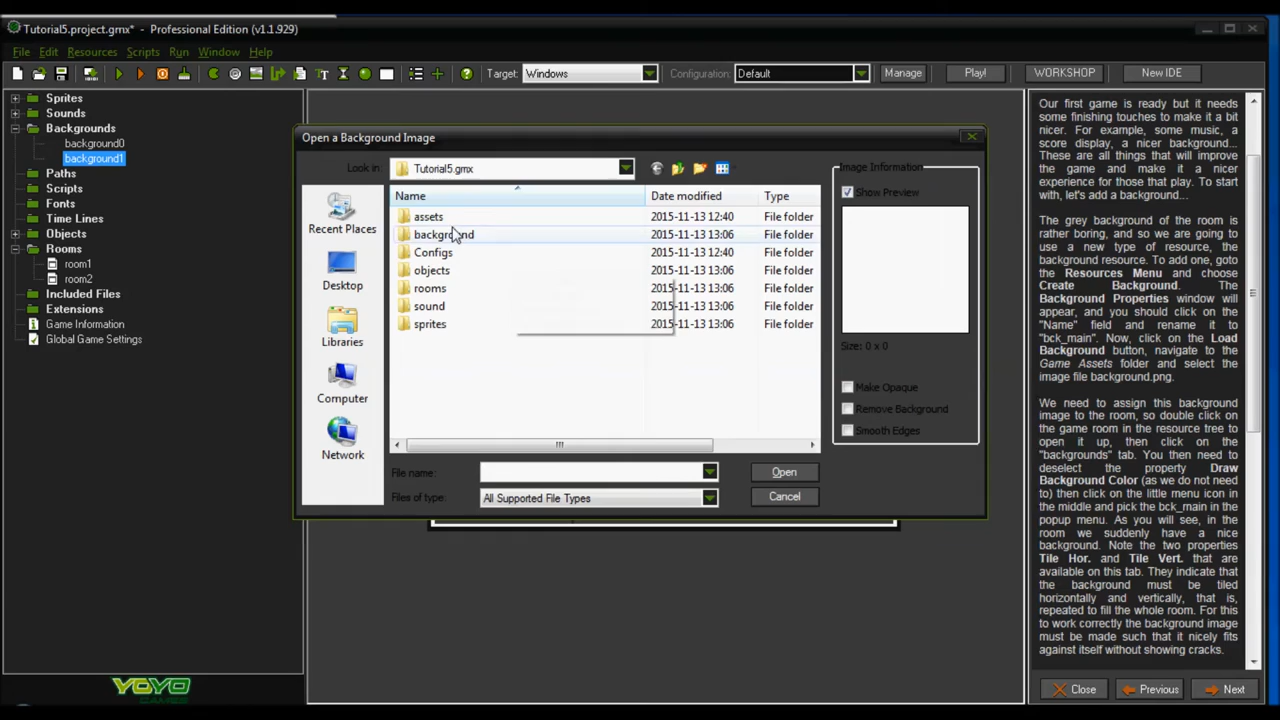 Tutorial5.project.gmx* - Professional Edition (v1.1.929)
File Edit Resources Scripts Run Window Help
Target: Windows Configuration: Default Manage Play! WORKSHOP New IDE
Sprites
Sounds
Backgrounds
background0
background1
Paths
Scripts
Fonts
Time Lines
Objects
Rooms
room1
room2
Included Files
Extensions
Game Information
Global Game Settings
YOYO
GAMES
Open a Background Image
Look in: Tutorial5.gmx
Recent Places
Desktop
Libraries
Computer
Network
Name Date modified Type
assets 2015-11-13 12:40 File folder
background 2015-11-13 13:06 File folder
Configs 2015-11-13 12:40 File folder
objects 2015-11-13 13:06 File folder
rooms 2015-11-13 13:06 File folder
sound 2015-11-13 13:06 File folder
sprites 2015-11-13 13:06 File folder
File name: Open
Files of type: All Supported File Types Cancel
Image Information
Show Preview
Size: 0 x 0
Make Opaque
Remove Background
Smooth Edges
Our first game is ready but it needs
some finishing touches to make it a bit
nicer. For example, some music, a
score display, a nicer background...
These are all things that will improve
the game and make it a nicer
experience for those that play. To start
with, let's add a background...
The grey background of the room is
rather boring, and so we are going to
use a new type of resource, the
background resource. To add one, goto
the Resources Menu and choose
Create Background. The
Background Properties window will
appear, and you should click on the
"Name" field and rename it to
"bck_main". Now, click on the Load
Background button, navigate to the
Game Assets folder and select the
image file background.png.
We need to assign this background
image to the room, so double click on
the game room in the resource tree to
open it up, then click on the
"backgrounds" tab. You then need to
deselect the property Draw
Background Color (as we do not need
to) then click on the little menu icon in
the middle and pick the bck_main in the
popup menu. As you will see, in the
room we suddenly have a nice
background. Note the two properties
Tile Hor. and Tile Vert. that are
available on this tab. They indicate that
the background must be tiled
horizontally and vertically, that is,
repeated to fill the whole room. For this
to work correctly the background image
must be made such that it nicely fits
against itself without showing cracks.
Close Previous Next